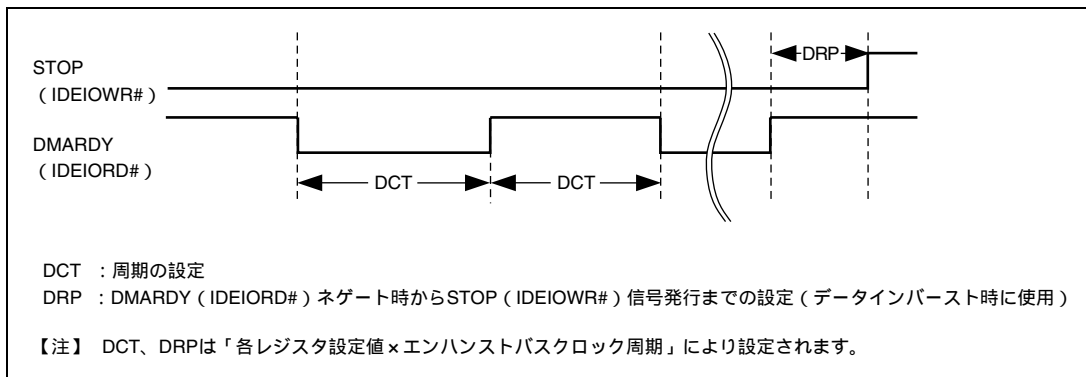 STOP
（IDEIOWR#）
DRP
DMARDY
（IDEIORD#）
DCT
DCT
DCT ：周期の設定
DRP ：DMARDY（IDEIORD#）ネゲート時からSTOP（IDEIOWR#）信号発行までの設定（データインバースト時に使用）
【注】 DCT、DRPは「各レジスタ設定値×エンハンストバスクロック周期」により設定されます。